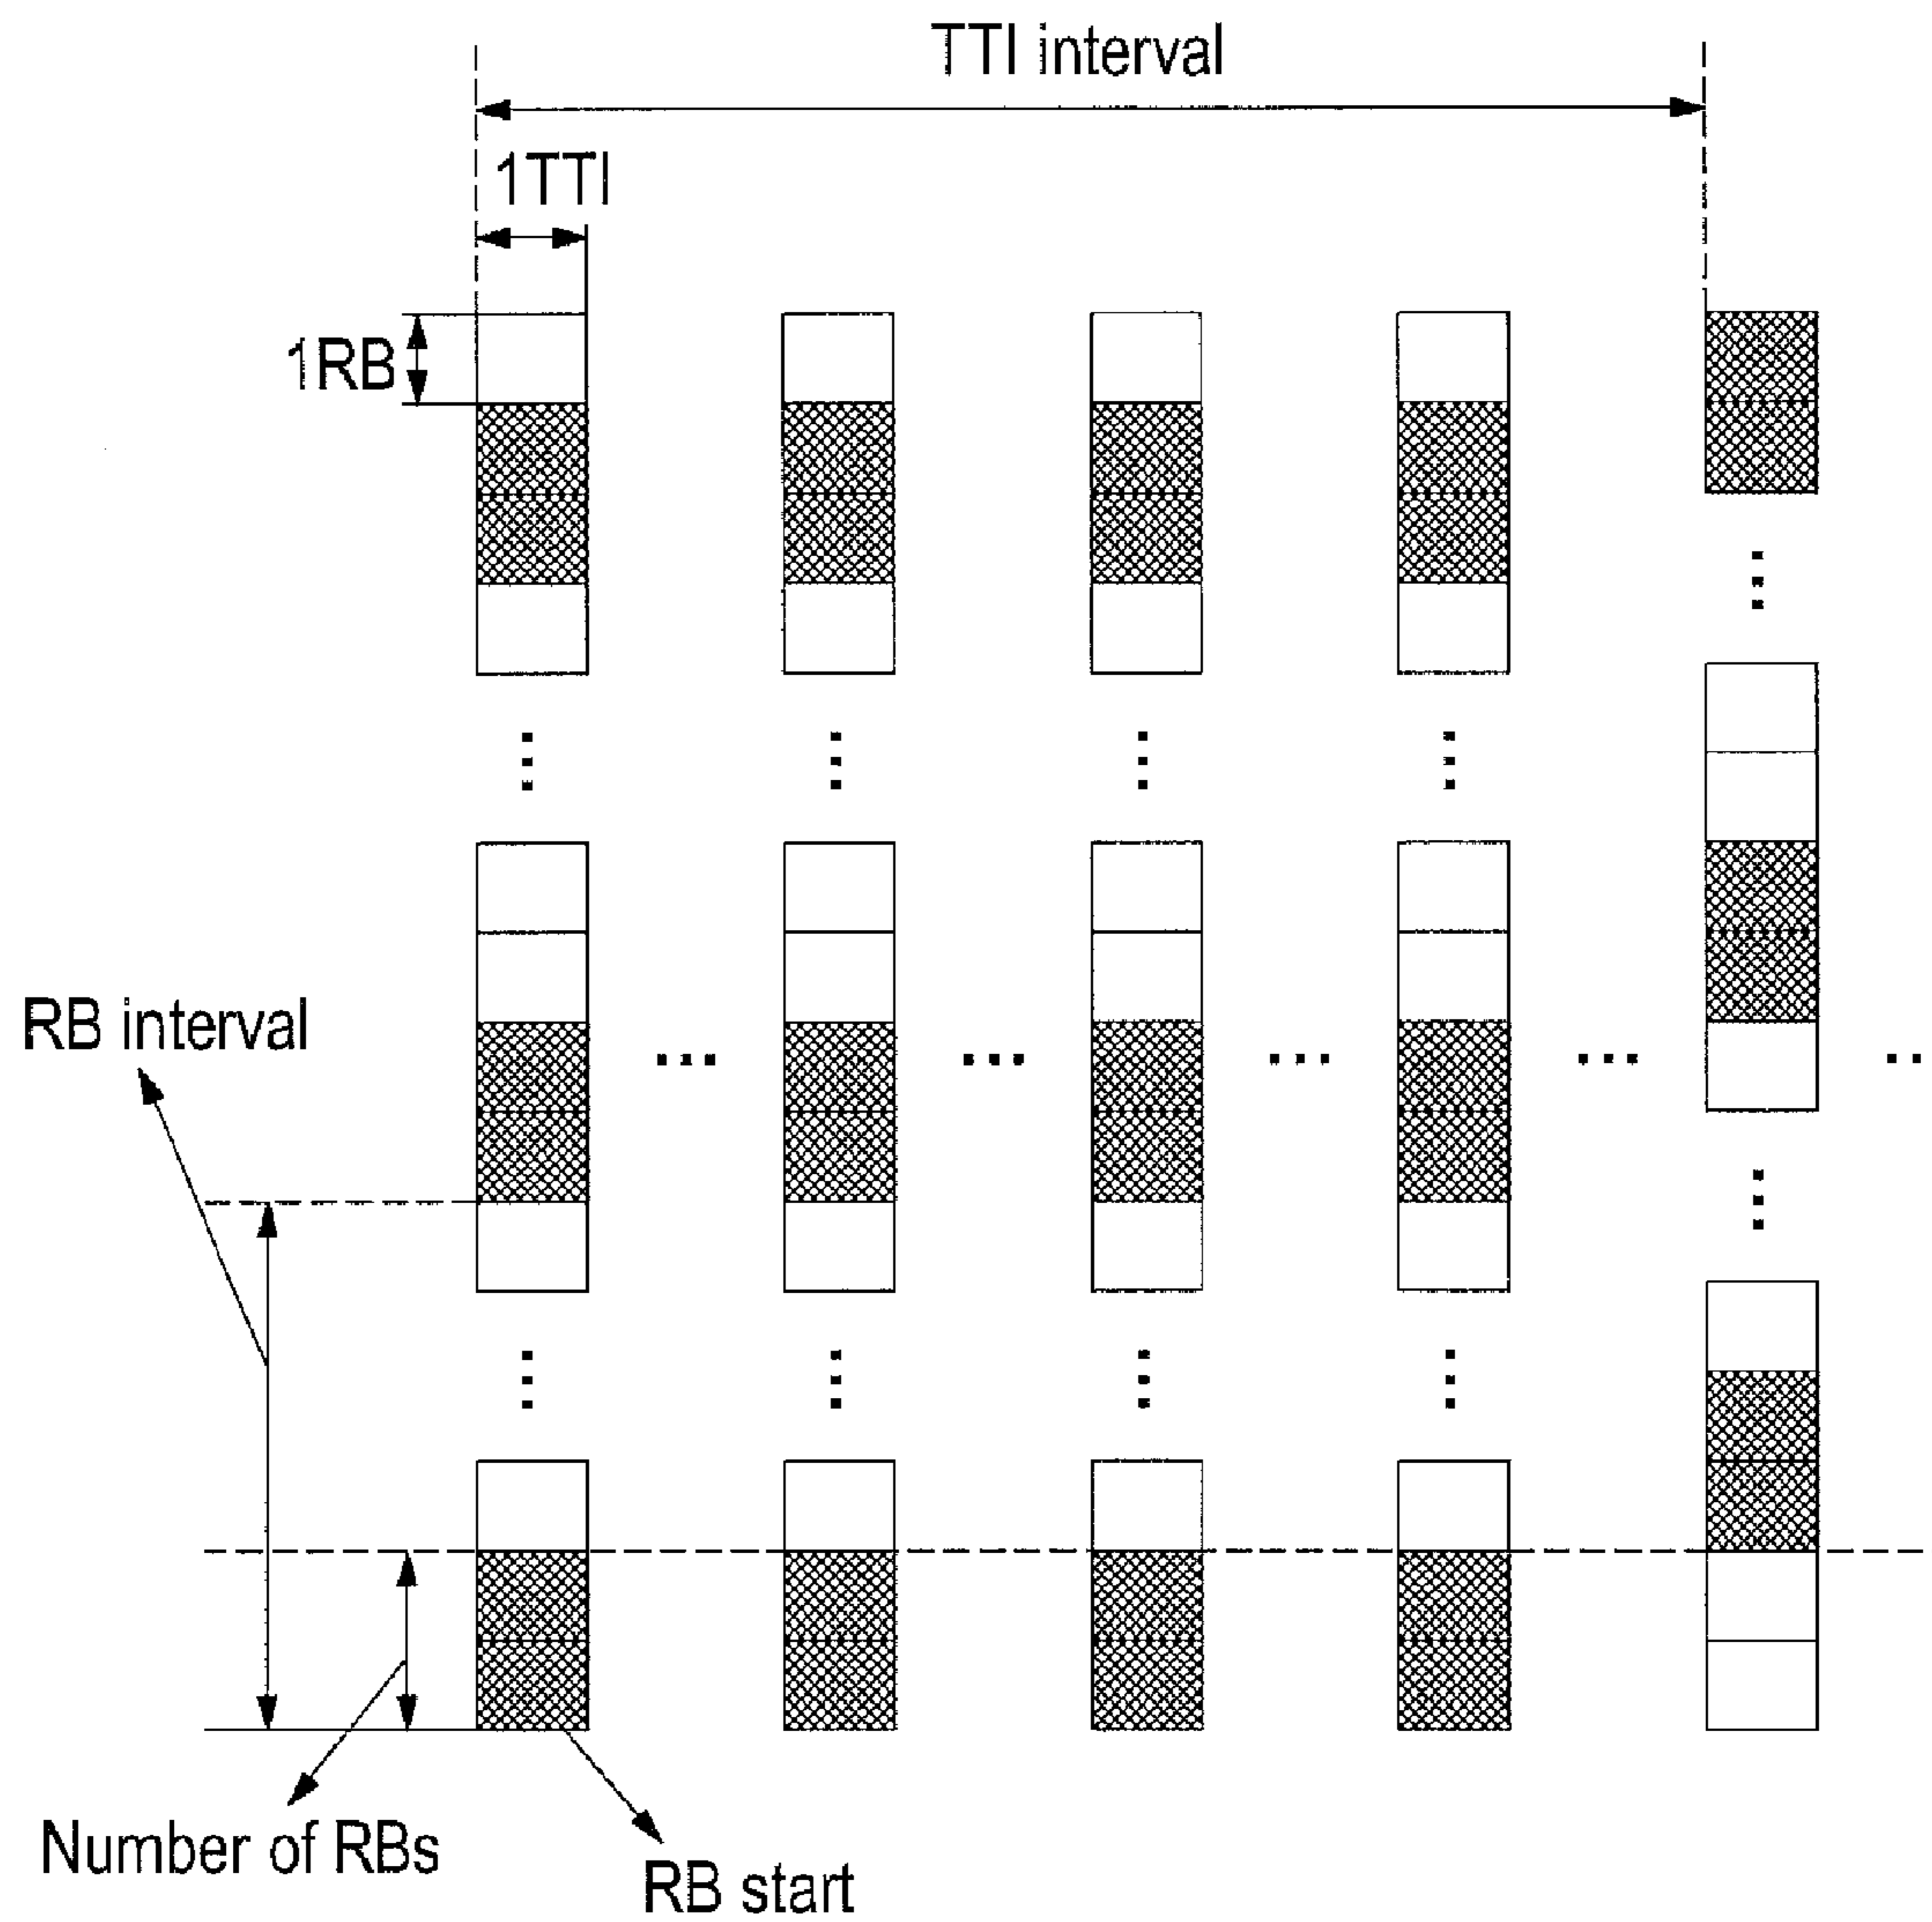 TTI interval
1TTI
1RB
RB interval
Number of RBs
RB start